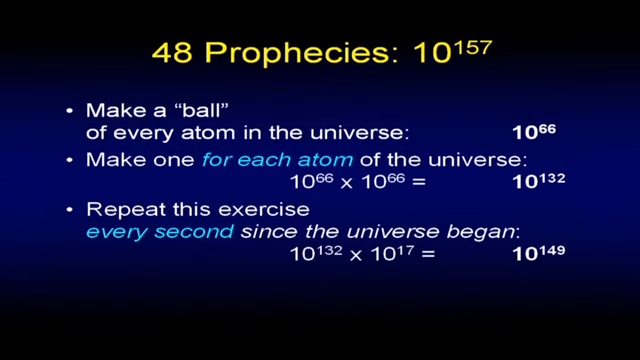 48 Prophecies: 10¹⁵⁷
• Make a “ball”
of every atom in the universe: 10⁶⁶
• Make one for each atom of the universe:
10⁶⁶ x 10⁶⁶ = 10¹³²
• Repeat this exercise
every second since the universe began:
10¹³² x 10¹⁷ = 10¹⁴⁹